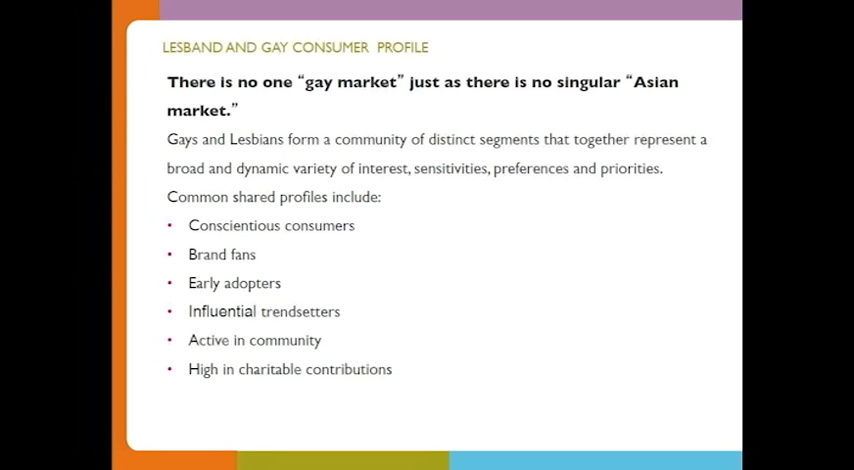 LESBAND AND GAY CONSUMER PROFILE
There is no one “gay market” just as there is no singular “Asian
market.”
Gays and Lesbians form a community of distinct segments that together represent a
broad and dynamic variety of interest, sensitivities, preferences and priorities.
Common shared profiles include:
• Conscientious consumers
• Brand fans
• Early adopters
• Influential trendsetters
• Active in community
• High in charitable contributions